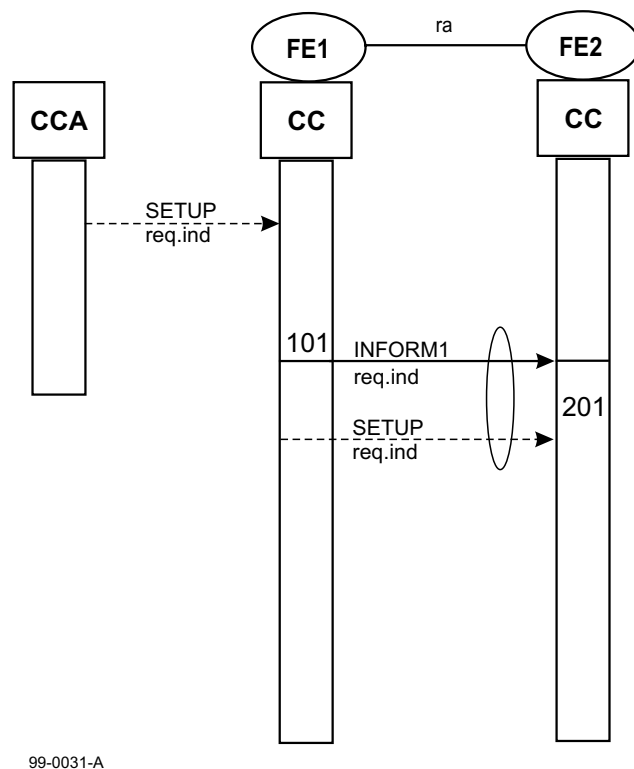 FE1
ra
FE2
CCA
CC
CC
SETUP
req.ind
101
INFORM1
req.ind
201
SETUP
req.ind
99-0031-A